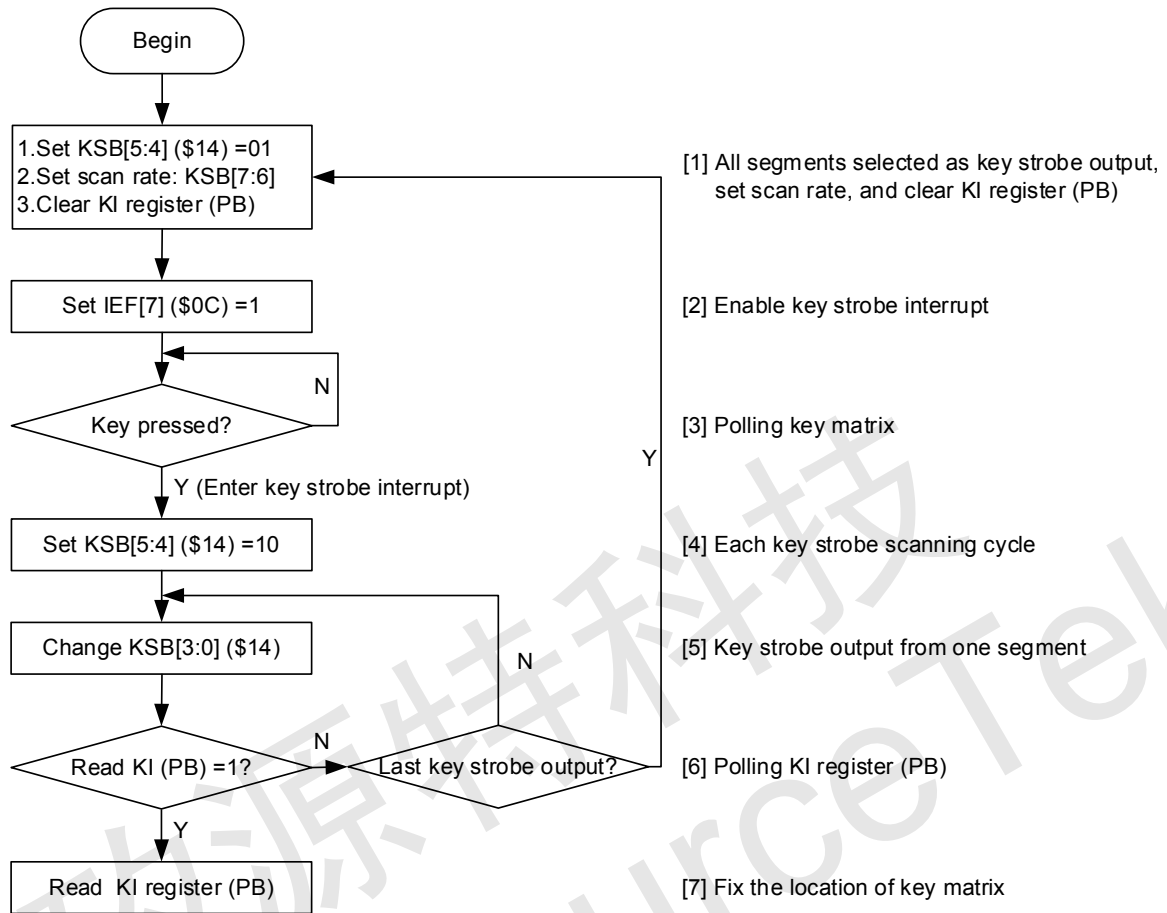 Begin
1.Set KSB[5:4] ($14) =01
2.Set scan rate: KSB[7:6]
3.Clear KI register (PB)
[1] All segments selected as key strobe output,
set scan rate, and clear KI register (PB)
Set IEF[7] ($0C) =1
[2] Enable key strobe interrupt
N
Key pressed?
[3] Polling key matrix
Y
Y (Enter key strobe interrupt)
Set KSB[5:4] ($14) =10
[4] Each key strobe scanning cycle
Change KSB[3:0] ($14)
N
[5] Key strobe output from one segment
Read KI (PB) =1?
N
Last key strobe output?
[6] Polling KI register (PB)
Y
Read KI register (PB)
[7] Fix the location of key matrix
源特科技
urceTek